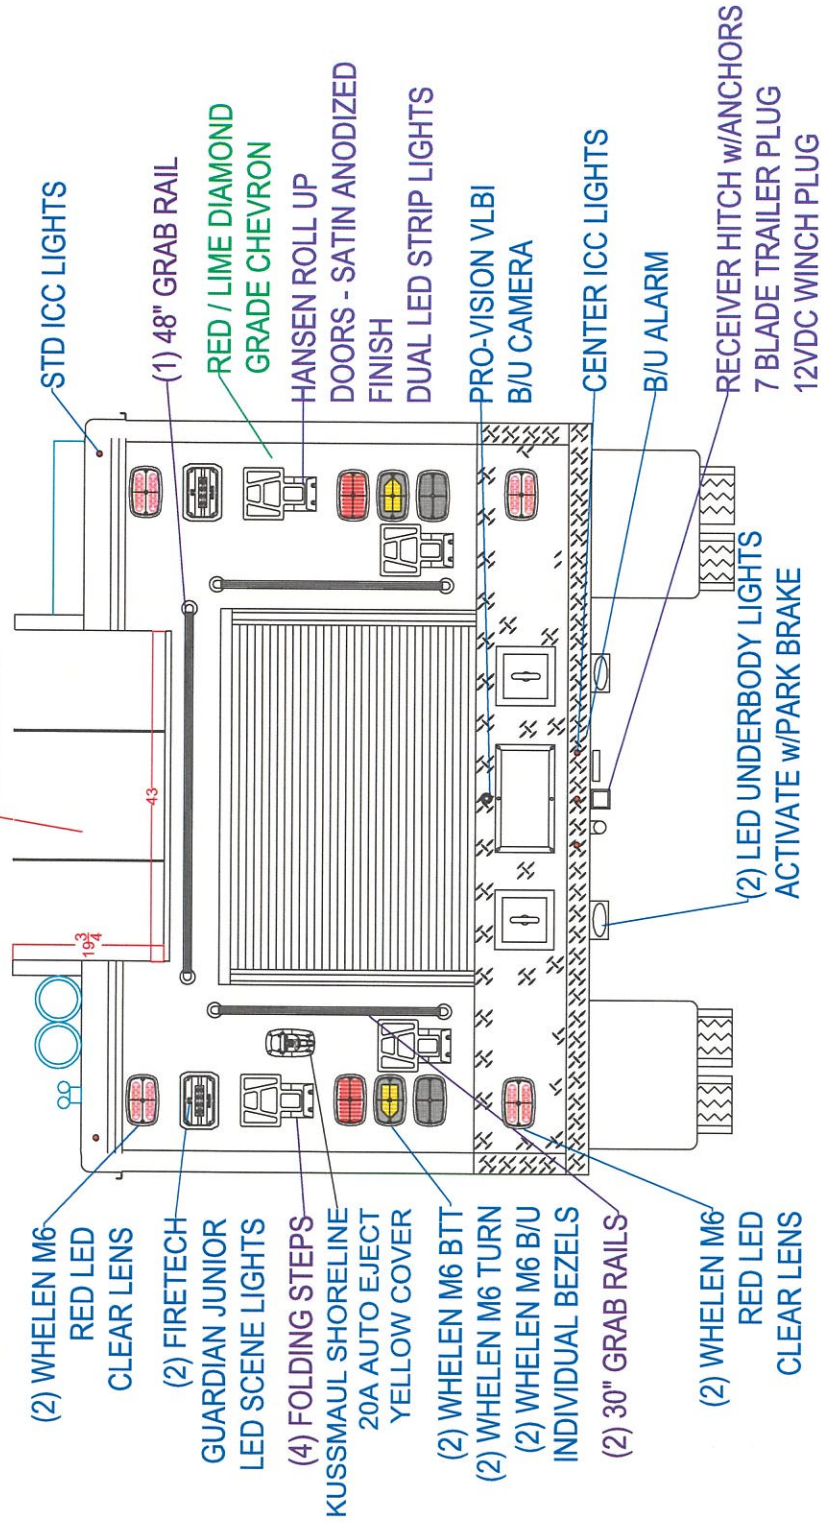 (2) WHELEN M6
RED LED
CLEAR LENS
(2) FIRETECH
GUARDIAN JUNIOR
LED SCENE LIGHTS
(4) FOLDING STEPS
KUSSMAUL SHORELINE
20A AUTO EJECT
YELLOW COVER
(2) WHELEN M6 BTT
(2) WHELEN M6 TURN
(2) WHELEN M6 B/U
INDIVIDUAL BEZELS
(2) 30" GRAB RAILS
(2) WHELEN M6
RED LED
CLEAR LENS
19 3/4
43
(2) LED UNDERBODY LIGHTS
ACTIVATE w/PARK BRAKE
STD ICC LIGHTS
(1) 48" GRAB RAIL
RED / LIME DIAMOND
GRADE CHEVRON
HANSEN ROLL UP
DOORS - SATIN ANODIZED
FINISH
DUAL LED STRIP LIGHTS
PRO-VISION VLBI
B/U CAMERA
CENTER ICC LIGHTS
B/U ALARM
RECEIVER HITCH w/ANCHORS
7 BLADE TRAILER PLUG
12VDC WINCH PLUG